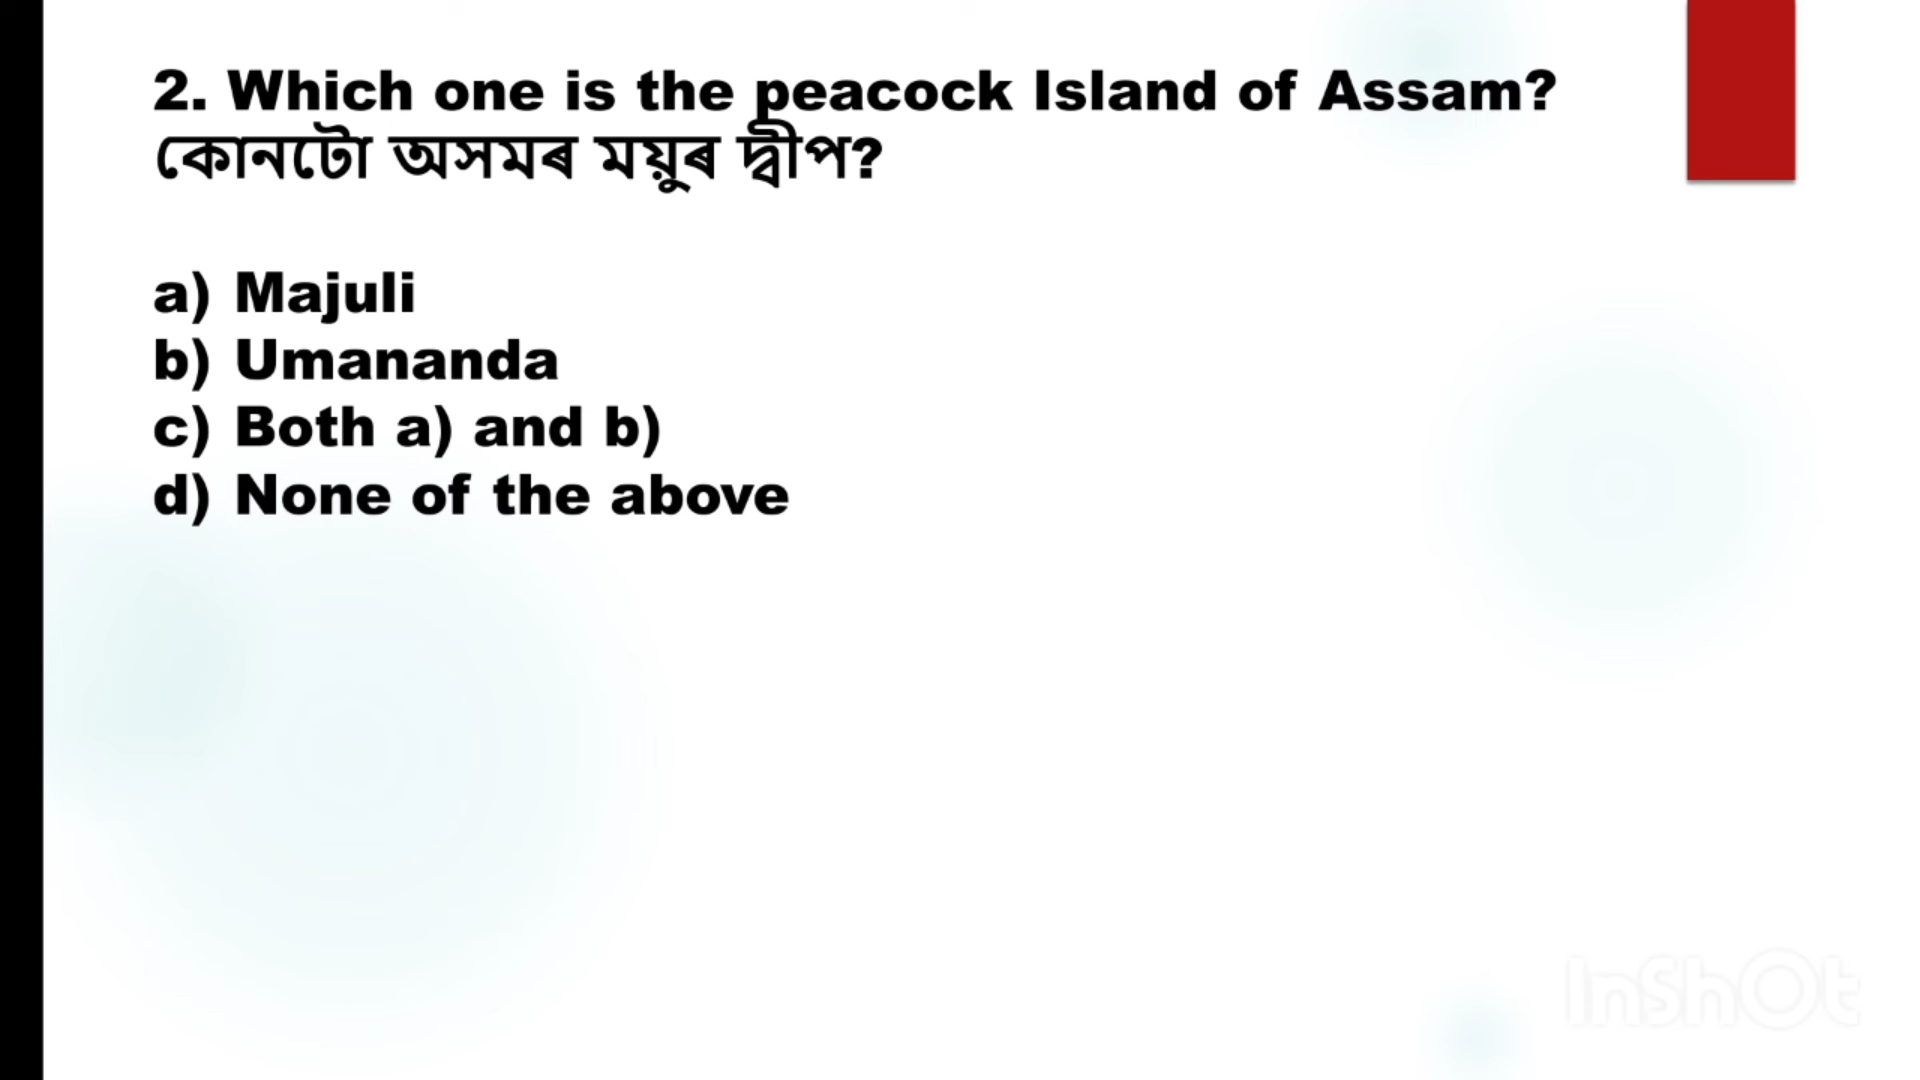 2. Which one is the peacock Island of Assam?
কোনটো অসমৰ ময়ুৰ দ্বীপ?
a) Majuli
b) Umananda
c) Both a) and b)
d) None of the above
InShOt